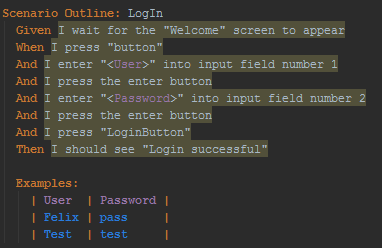 Scenario Outline: LogIn
Given I wait for the "Welcome" screen to appear
When I press "button"
And I enter "<User>" into input field number 1
And I press the enter button
And I enter "<Password>" into input field number 2
And I press the enter button
And I press "LoginButton"
Then I should see "Login successful"
Examples:
| User | Password |
| Felix | pass |
| Test | test |